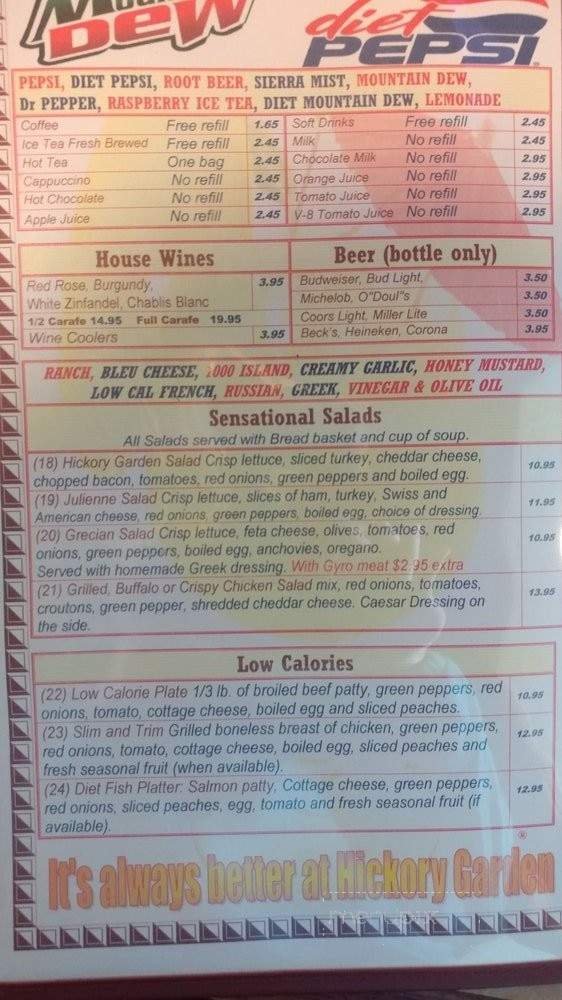 DEW
diet
PEPSI
PEPSI, DIET PEPSI, ROOT BEER, SIERRA MIST, MOUNTAIN DEW,
Dr PEPPER, RASPBERRY ICE TEA, DIET MOUNTAIN DEW, LEMONADE
Coffee Free refill 1.65 Soft Drinks Free refill 2.45
Ice Tea Fresh Brewed Free refill 2.45 Milk No refill 2.45
Hot Tea One bag 2.45 Chocolate Milk No refill 2.95
Cappuccino No refill 2.45 Orange Juice No refill 2.95
Hot Chocolate No refill 2.45 Tomato Juice No refill 2.95
Apple Juice No refill 2.45 V-8 Tomato Juice No refill 2.95
House Wines
Red Rose, Burgundy, 3.95
White Zinfandel, Chablis Blanc
1/2 Carafe 14.95 Full Carafe 19.95
Wine Coolers 3.95
Beer (bottle only)
Budweiser, Bud Light, 3.50
Michelob, O"Doul"s 3.50
Coors Light, Miller Lite 3.50
Beck's, Heineken, Corona 3.95
RANCH, BLEU CHEESE, 1000 ISLAND, CREAMY GARLIC, HONEY MUSTARD,
LOW CAL FRENCH, RUSSIAN, GREEK, VINEGAR & OLIVE OIL
Sensational Salads
All Salads served with Bread basket and cup of soup.
(18) Hickory Garden Salad Crisp lettuce, sliced turkey, cheddar cheese, 10.95
chopped bacon, tomatoes, red onions, green peppers and boiled egg.
(19) Julienne Salad Crisp lettuce, slices of ham, turkey, Swiss and 11.95
American cheese, red onions, green peppers, boiled egg, choice of dressing.
(20) Grecian Salad Crisp lettuce, feta cheese, olives, tomatoes, red 10.95
onions, green peppers, boiled egg, anchovies, oregano.
Served with homemade Greek dressing. With Gyro meat $2.95 extra
(21) Grilled, Buffalo or Crispy Chicken Salad mix, red onions, tomatoes, 13.95
croutons, green pepper, shredded cheddar cheese. Caesar Dressing on
the side.
Low Calories
(22) Low Calorie Plate 1/3 lb. of broiled beef patty, green peppers, red 10.95
onions, tomato, cottage cheese, boiled egg and sliced peaches.
(23) Slim and Trim Grilled boneless breast of chicken, green peppers, 12.95
red onions, tomato, cottage cheese, boiled egg, sliced peaches and
fresh seasonal fruit (when available).
(24) Diet Fish Platter: Salmon patty, Cottage cheese, green peppers, 12.95
red onions, sliced peaches, egg, tomato and fresh seasonal fruit (if
available).
It's always better at Hickory Garden ®